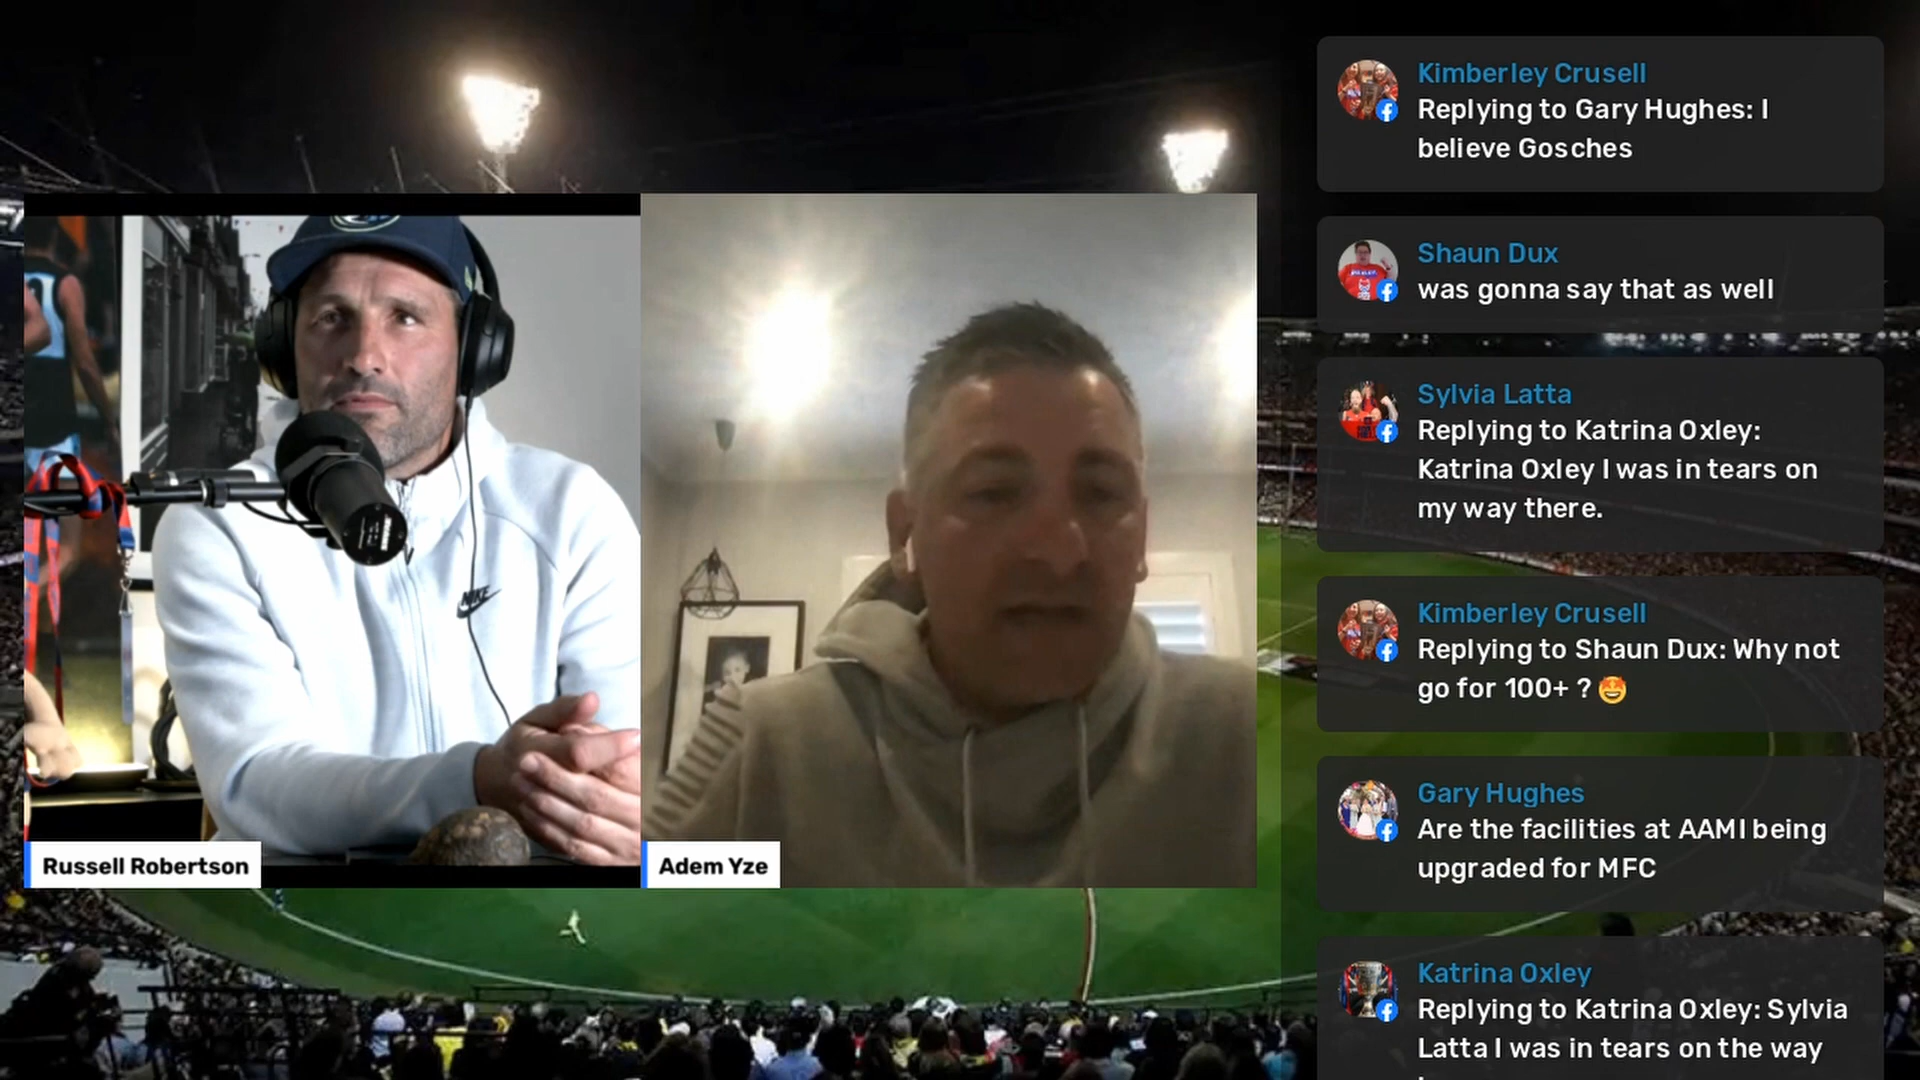 Kimberley Crusell
Replying to Gary Hughes: I
believe Gosches
Shaun Dux
was gonna say that as well
Sylvia Latta
Replying to Katrina Oxley:
Katrina Oxley I was in tears on
my way there.
Kimberley Crusell
Replying to Shaun Dux: Why not
go for 100+ ? 🤩
Gary Hughes
Are the facilities at AAMI being
upgraded for MFC
Katrina Oxley
Replying to Katrina Oxley: Sylvia
Latta I was in tears on the way
NIKE
Russell Robertson
Adem Yze